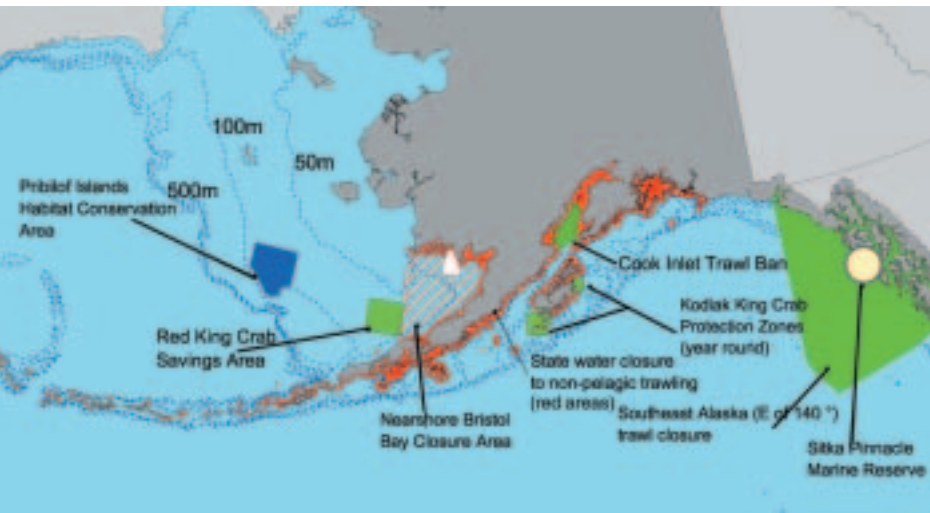 100m
50m
500m
Pribilof Islands
Habitat Conservation
Area
Cook Inlet Trawl Ban
Kodiak King Crab
Protection Zones
(year round)
Red King Crab
Savings Area
State water closure
to non-pelagic trawling
(red areas)
Nearshore Bristol
Bay Closure Area
Southeast Alaska (E of 140 °)
trawl closure
Sitka Pinnacle
Marine Reserve